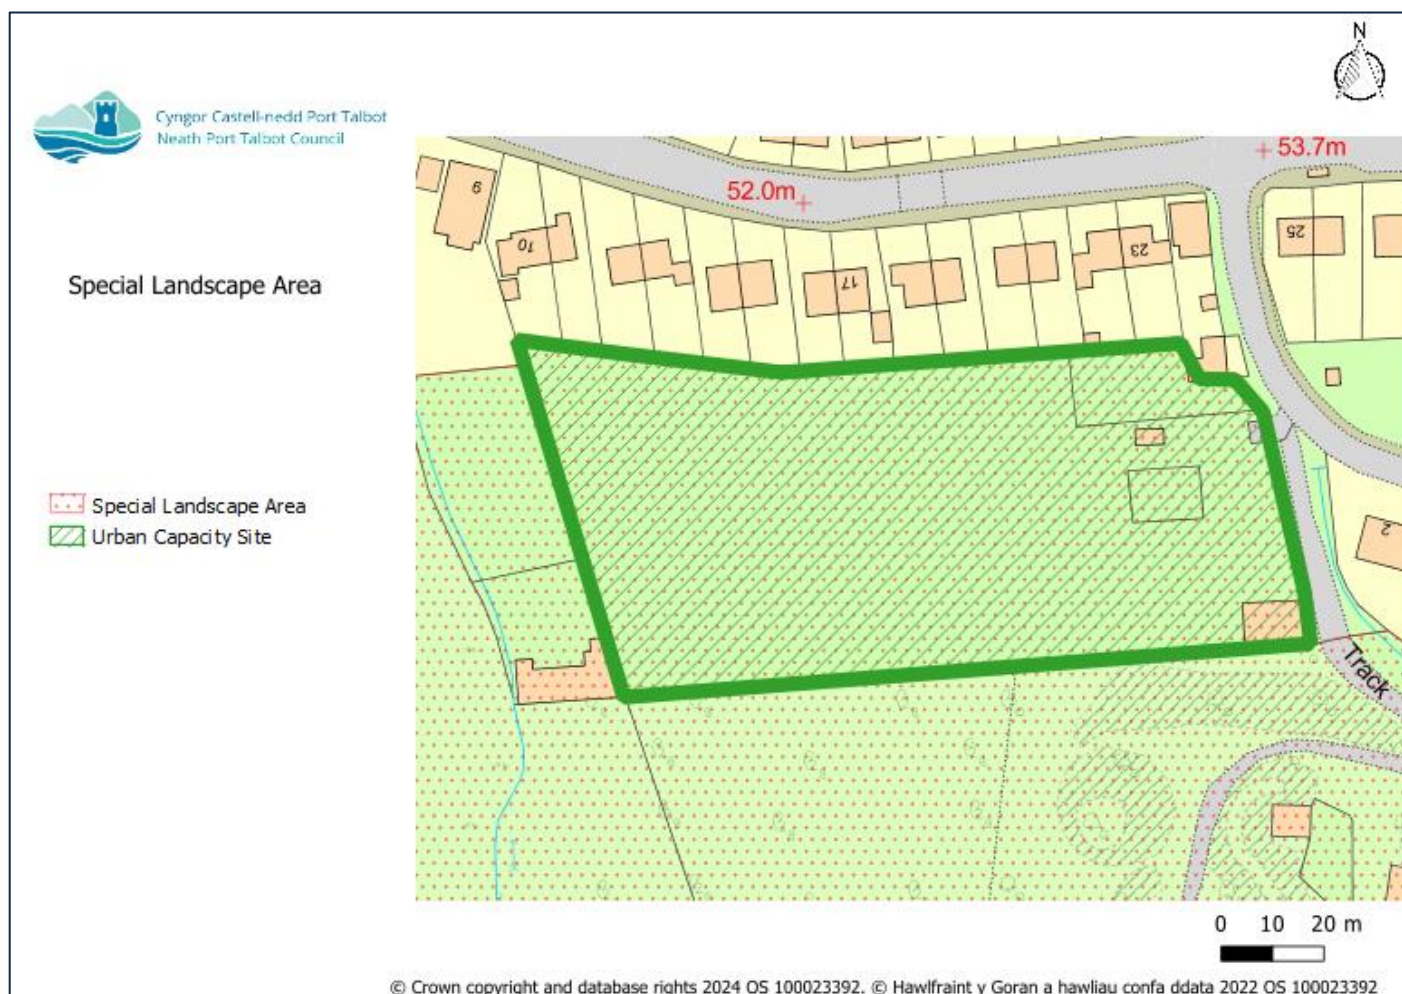 N
Cyngor Castell-nedd Port Talbot
Neath Port Talbot Council
53.7m
52.0m
9
10
17
23
25
Special Landscape Area
Special Landscape Area
Urban Capacity Site
2
Track
0 10 20 m
© Crown copyright and database rights 2024 OS 100023392. © Hawlfraint y Goran a hawliau confa ddata 2022 OS 100023392